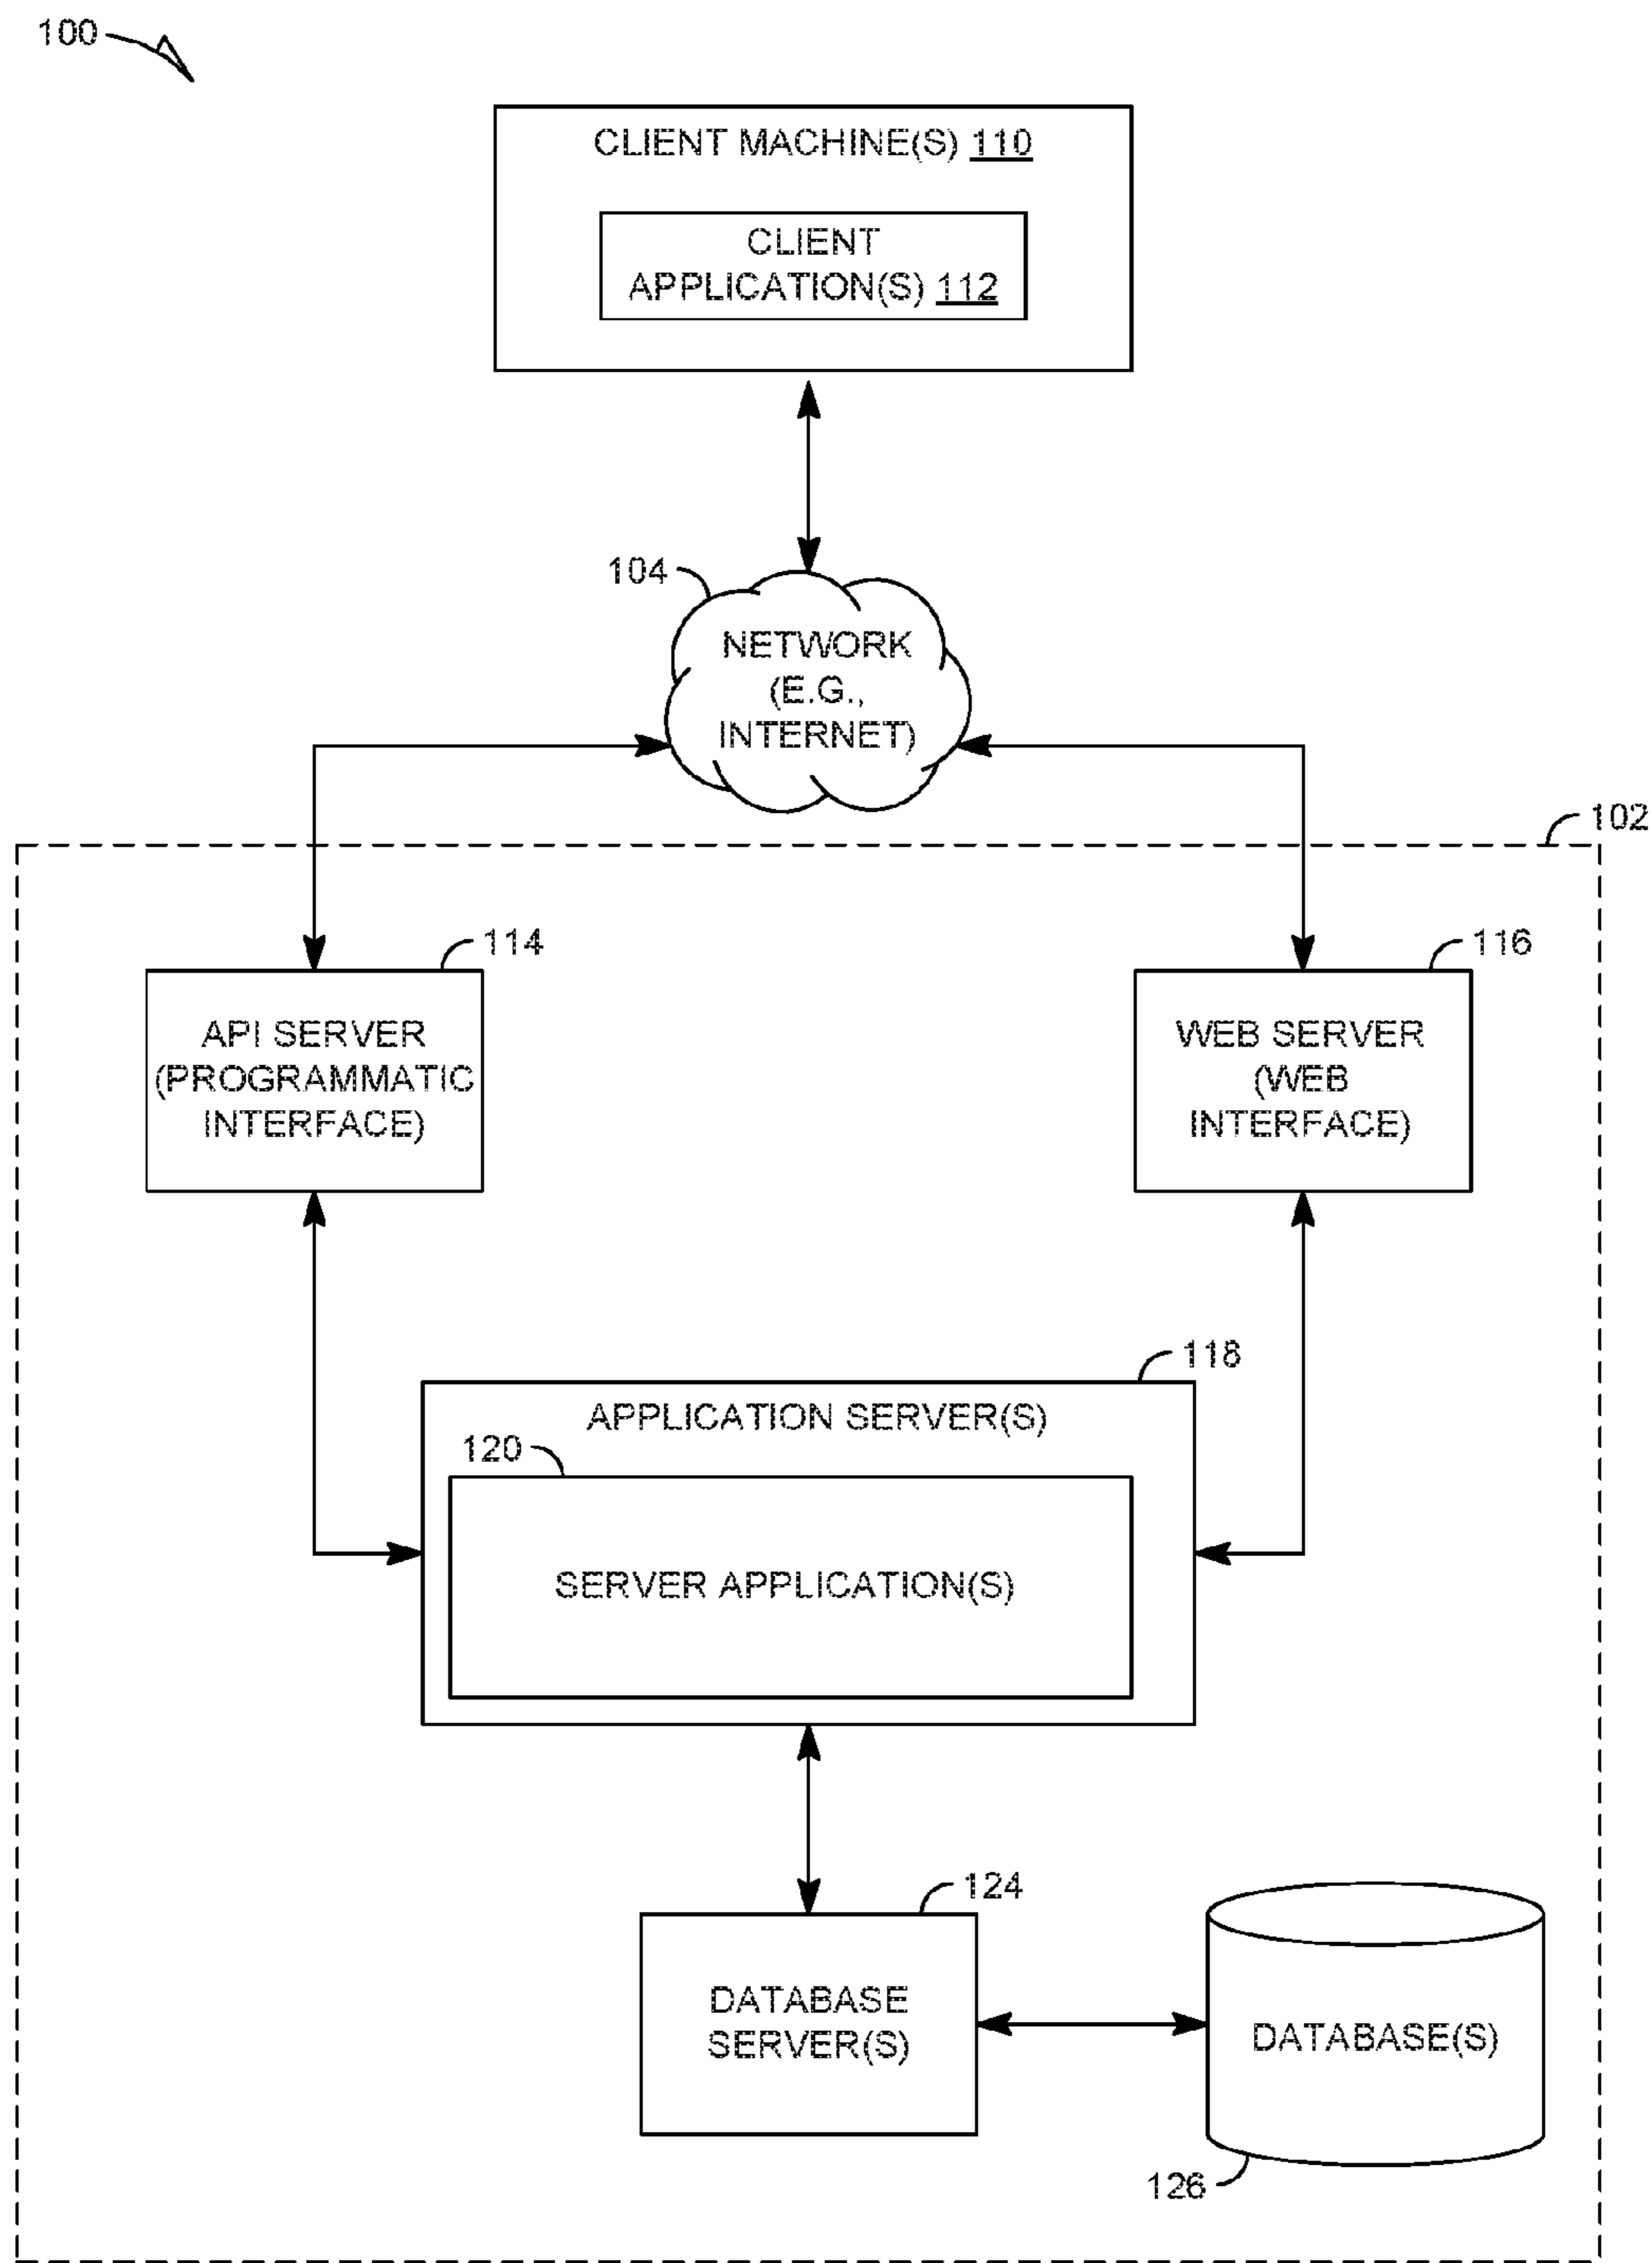 100
CLIENT MACHINE(S) 110
CLIENT
APPLICATION(S) 112
104
NETWORK
(E.G.,
INTERNET)
102
114
API SERVER
(PROGRAMMATIC
INTERFACE)
116
WEB SERVER
(WEB
INTERFACE)
118
APPLICATION SERVER(S)
120
SERVER APPLICATION(S)
124
DATABASE
SERVER(S)
DATABASE(S)
126